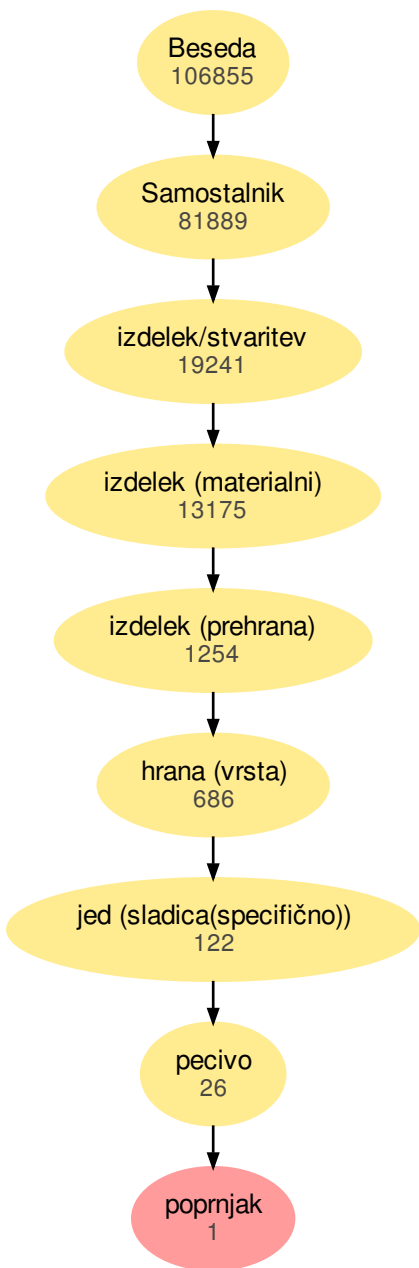 Beseda
106855
Samostalnik
81889
izdelek/stvaritev
19241
izdelek (materialni)
13175
izdelek (prehrana)
1254
hrana (vrsta)
686
jed (sladica(specifično))
122
pecivo
26
poprnjak
1